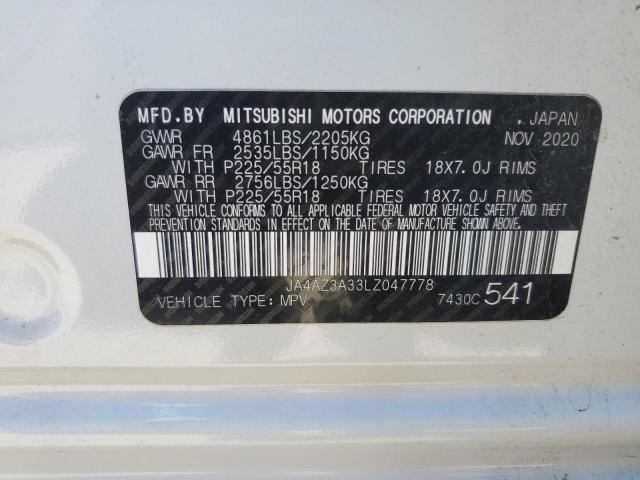 MFD.BY MITSUBISHI MOTORS CORPORATION . JAPAN
GVWR 4861LBS/2205KG NOV 2020
GAWR FR 2535LBS/1150KG
WITH P225/55R18 TIRES 18X7.0J RIMS
GAWR RR 2756LBS/1250KG
WITH P225/55R18 TIRES 18X7.0J RIMS
THIS VEHICLE CONFORMS TO ALL APPLICABLE FEDERAL MOTOR VEHICLE SAFETY AND THEFT
PREVENTION STANDARDS IN EFFECT ON THE DATE OF MANUFACTURE SHOWN ABOVE.
JA4AZ3A33LZ047778
VEHICLE TYPE: MPV 7430C 541